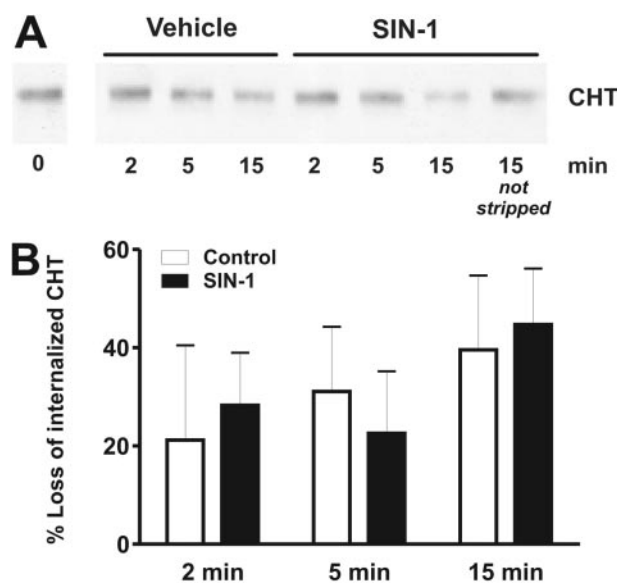 A
Vehicle SIN-1
CHT
0 2 5 15 2 5 15 15 min
not
stripped
B
% Loss of internalized CHT
60
40
20
0
Control
SIN-1
2 min 5 min 15 min